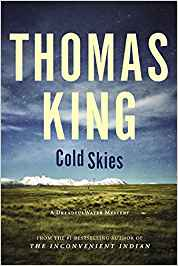 THOMAS
KING
Cold Skies
A DREADFULWATER MYSTERY
FROM THE #1 BESTSELLING AUTHOR OF
THE INCONVENIENT INDIAN